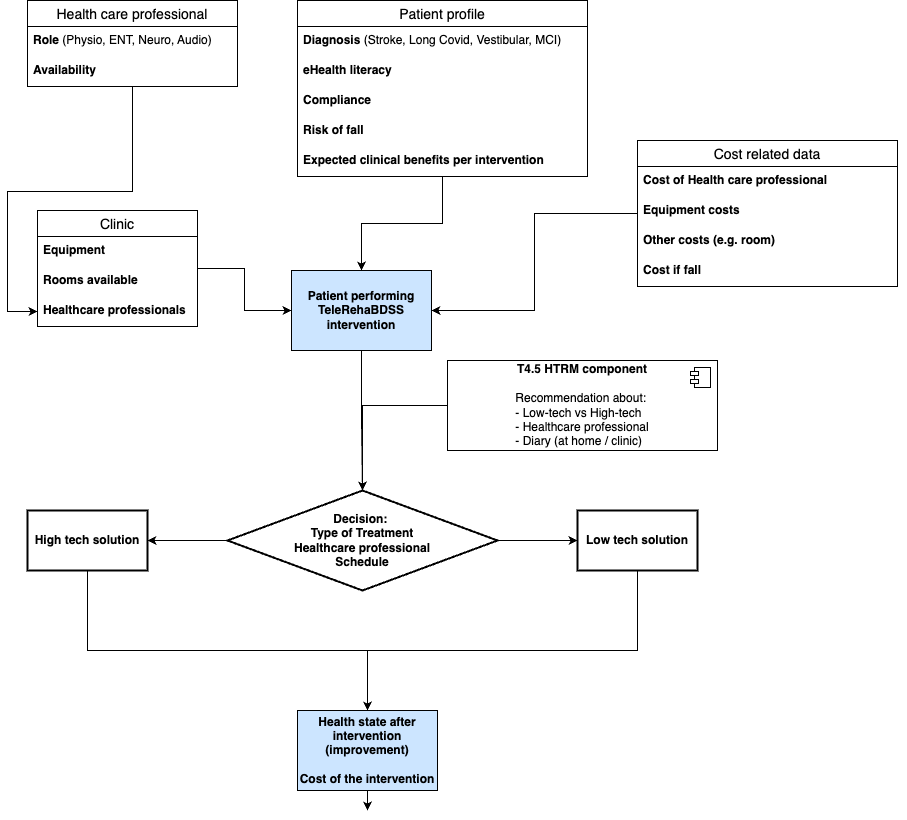 Health care professional
Role (Physio, ENT, Neuro, Audio)
Availability
Patient profile
Diagnosis (Stroke, Long Covid, Vestibular, MCI)
eHealth literacy
Compliance
Risk of fall
Expected clinical benefits per intervention
Cost related data
Cost of Health care professional
Equipment costs
Other costs (e.g. room)
Cost if fall
Clinic
Equipment
Rooms available
Healthcare professionals
Patient performing
TeleRehaBDSS
intervention
T4.5 HTRM component
Recommendation about:
- Low-tech vs High-tech
- Healthcare professional
- Diary (at home / clinic)
Decision:
Type of Treatment
Healthcare professional
Schedule
High tech solution
Low tech solution
Health state after
intervention
(improvement)
Cost of the intervention